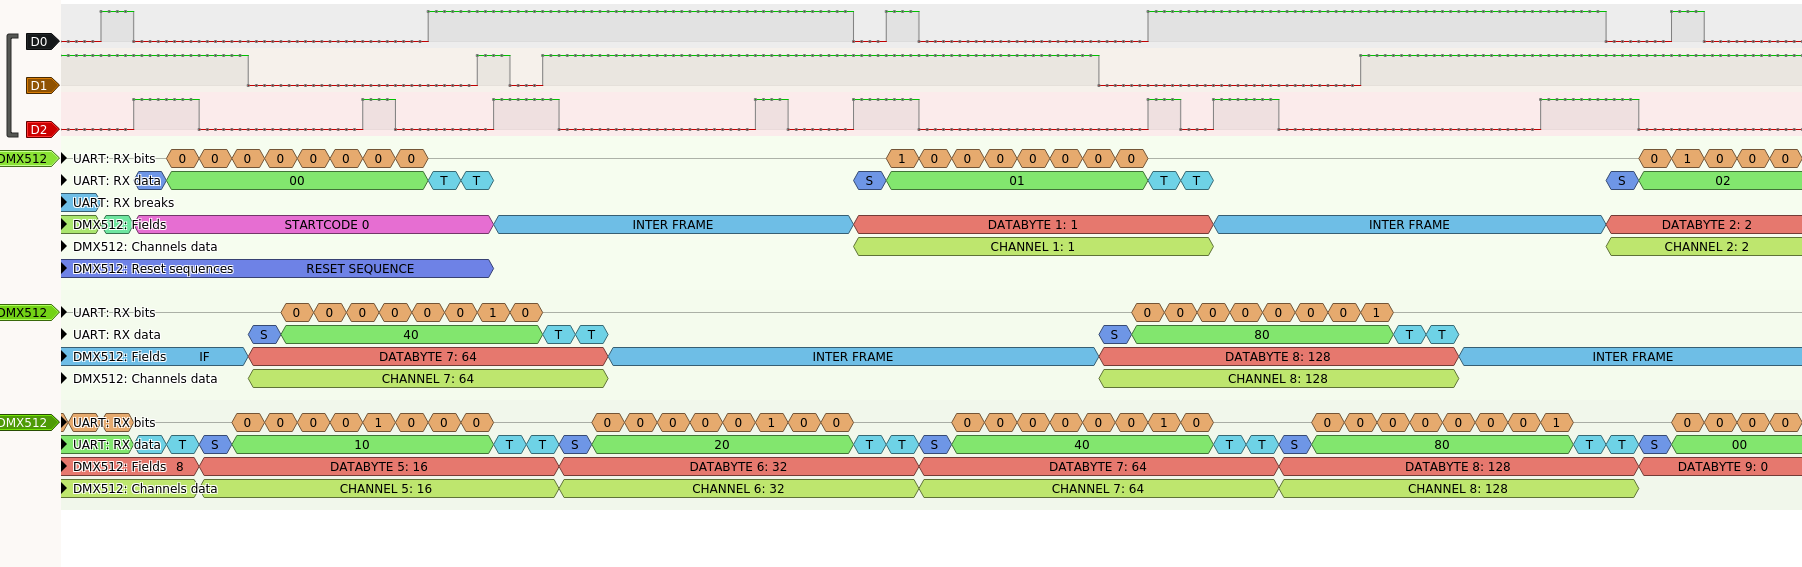 D0
D1
D2
DMX512 UART: RX bits 0 0 0 0 0 0 0 0 1 0 0 0 0 0 0 0 0 1 0 0 0
UART: RX data 00 T T S 01 T T S 02
UART: RX breaks
DMX512: Fields STARTCODE 0 INTER FRAME DATABYTE 1: 1 INTER FRAME DATABYTE 2: 2
DMX512: Channels data CHANNEL 1: 1 CHANNEL 2: 2
DMX512: Reset sequences RESET SEQUENCE
DMX512 UART: RX bits 0 0 0 0 0 0 1 0 0 0 0 0 0 0 0 1
UART: RX data S 40 T T S 80 T T
DMX512: Fields IF DATABYTE 7: 64 INTER FRAME DATABYTE 8: 128 INTER FRAME
DMX512: Channels data CHANNEL 7: 64 CHANNEL 8: 128
DMX512 UART: RX bits 0 0 0 0 1 0 0 0 0 0 0 0 0 1 0 0 0 0 0 0 0 0 1 0 0 0 0 0 0 0 0 1 0 0 0 0
UART: RX data T S 10 T T S 20 T T S 40 T T S 80 T T S 00
DMX512: Fields 8 DATABYTE 5: 16 DATABYTE 6: 32 DATABYTE 7: 64 DATABYTE 8: 128 DATABYTE 9: 0
DMX512: Channels data CHANNEL 5: 16 CHANNEL 6: 32 CHANNEL 7: 64 CHANNEL 8: 128